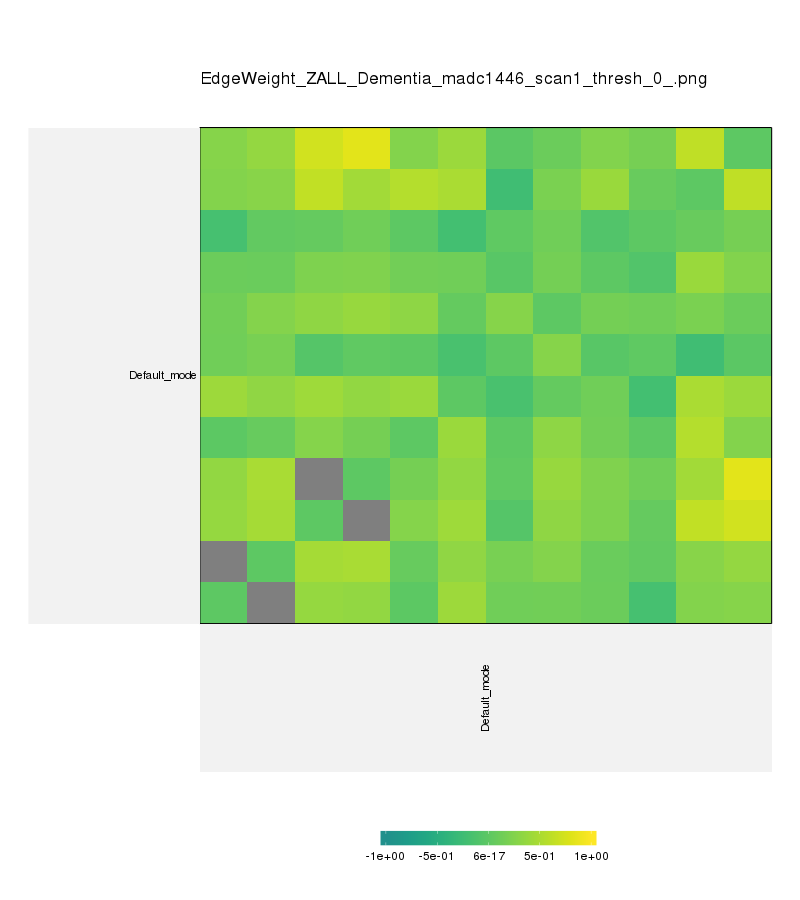 EdgeWeight_ZALL_Dementia_madc1446_scan1_thresh_0_.png
Default_mode
Default_mode
-1e+00 -5e-01 6e-17 5e-01 1e+00